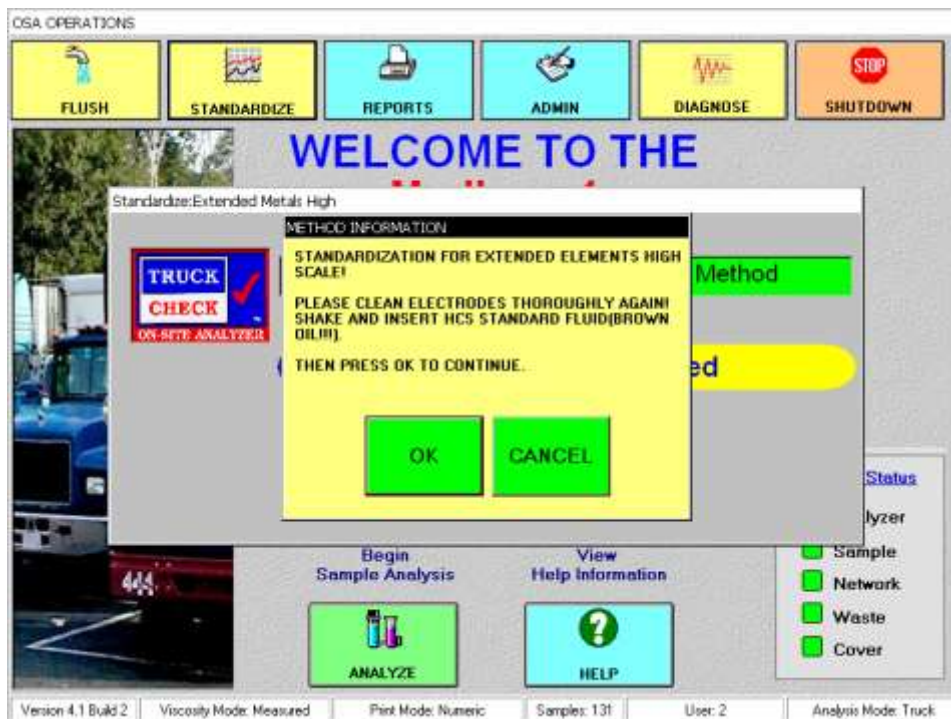 OSA OPERATIONS
FLUSH
STANDARDIZE
REPORTS
ADMIN
DIAGNOSE
STOP
SHUTDOWN
WELCOME TO THE
Standardize:Extended Metals High
TRUCK
CHECK
ON-SITE ANALYZER
METHOD INFORMATION
STANDARDIZATION FOR EXTENDED ELEMENTS HIGH
SCALE!
PLEASE CLEAN ELECTRODES THOROUGHLY AGAIN!
SHAKE AND INSERT HCS STANDARD FLUID(BROWN
OIL!!!).
THEN PRESS OK TO CONTINUE.
OK
CANCEL
Method
ed
Status
lyzer
Sample
Network
Waste
Cover
444
Begin
Sample Analysis
View
Help Information
ANALYZE
HELP
Version 4.1 Build 2
Viscosity Mode: Measured
Print Mode: Numeric
Samples: 131
User: 2
Analysis Mode: Truck